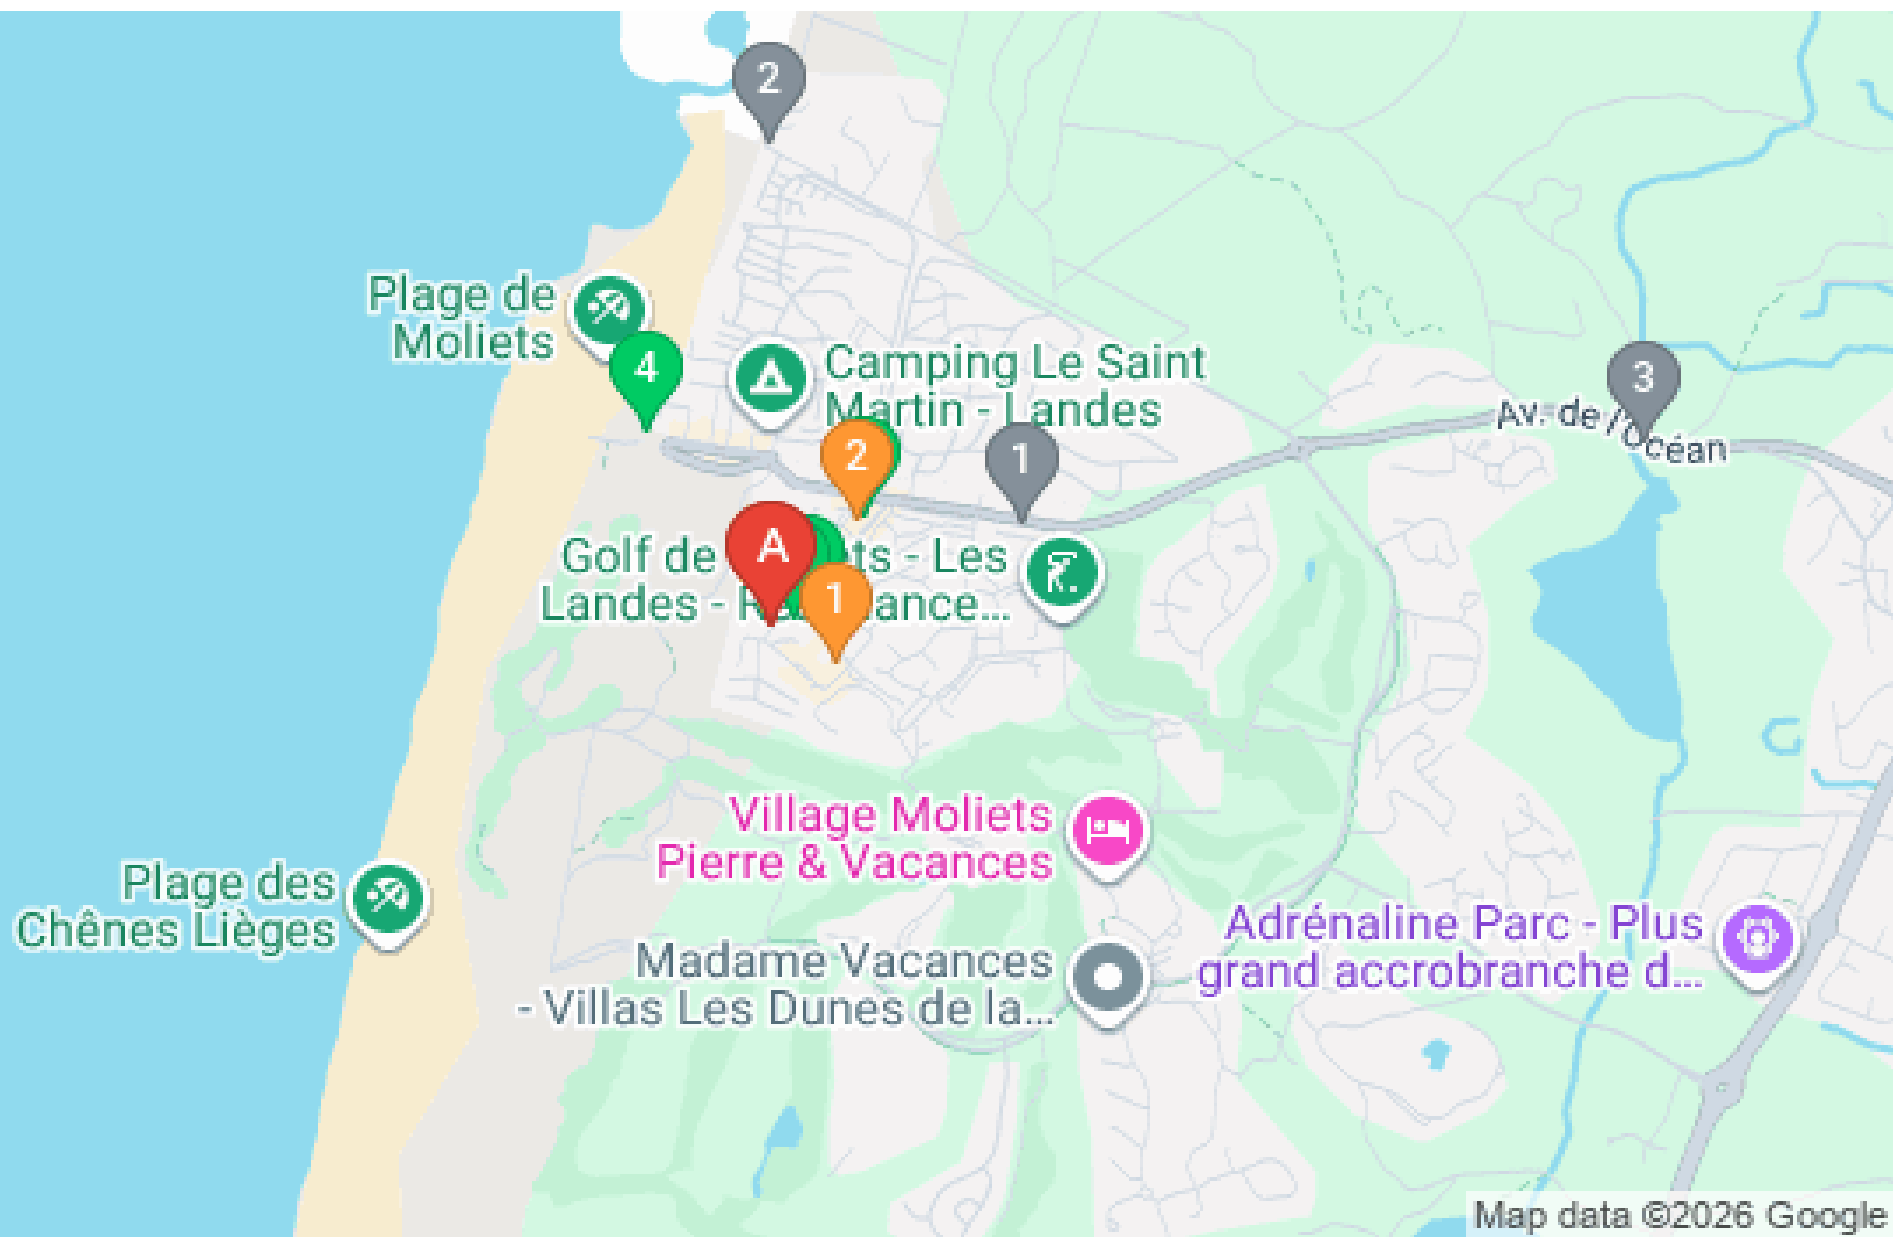 2
Plage de
Moliets
4
Camping Le Saint
Martin - Landes
3
Av. de l'Océan
2
1
A
Golf de ts - Les
Landes - ance...
1
Village Moliets
Pierre & Vacances
Plage des
Chênes Lièges
Adrénaline Parc - Plus
grand accrobranche d...
Madame Vacances
- Villas Les Dunes de la...
Map data ©2026 Google